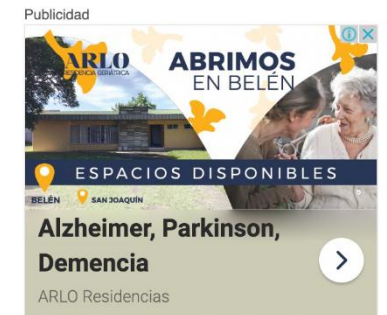 Publicidad
ARLO
RESIDENCIA GERIÁTRICA
ABRIMOS
EN BELÉN
ESPACIOS DISPONIBLES
BELÉN
SAN JOAQUÍN
Alzheimer, Parkinson,
Demencia
ARLO Residencias